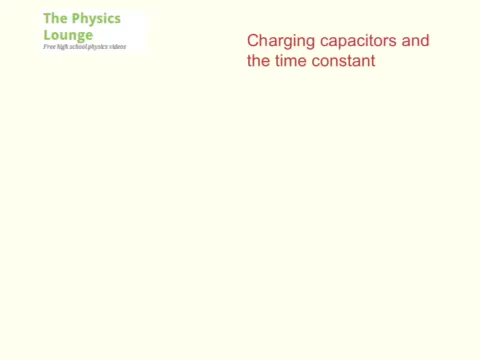 The Physics
Lounge
Free high school physics videos
Charging capacitors and
the time constant